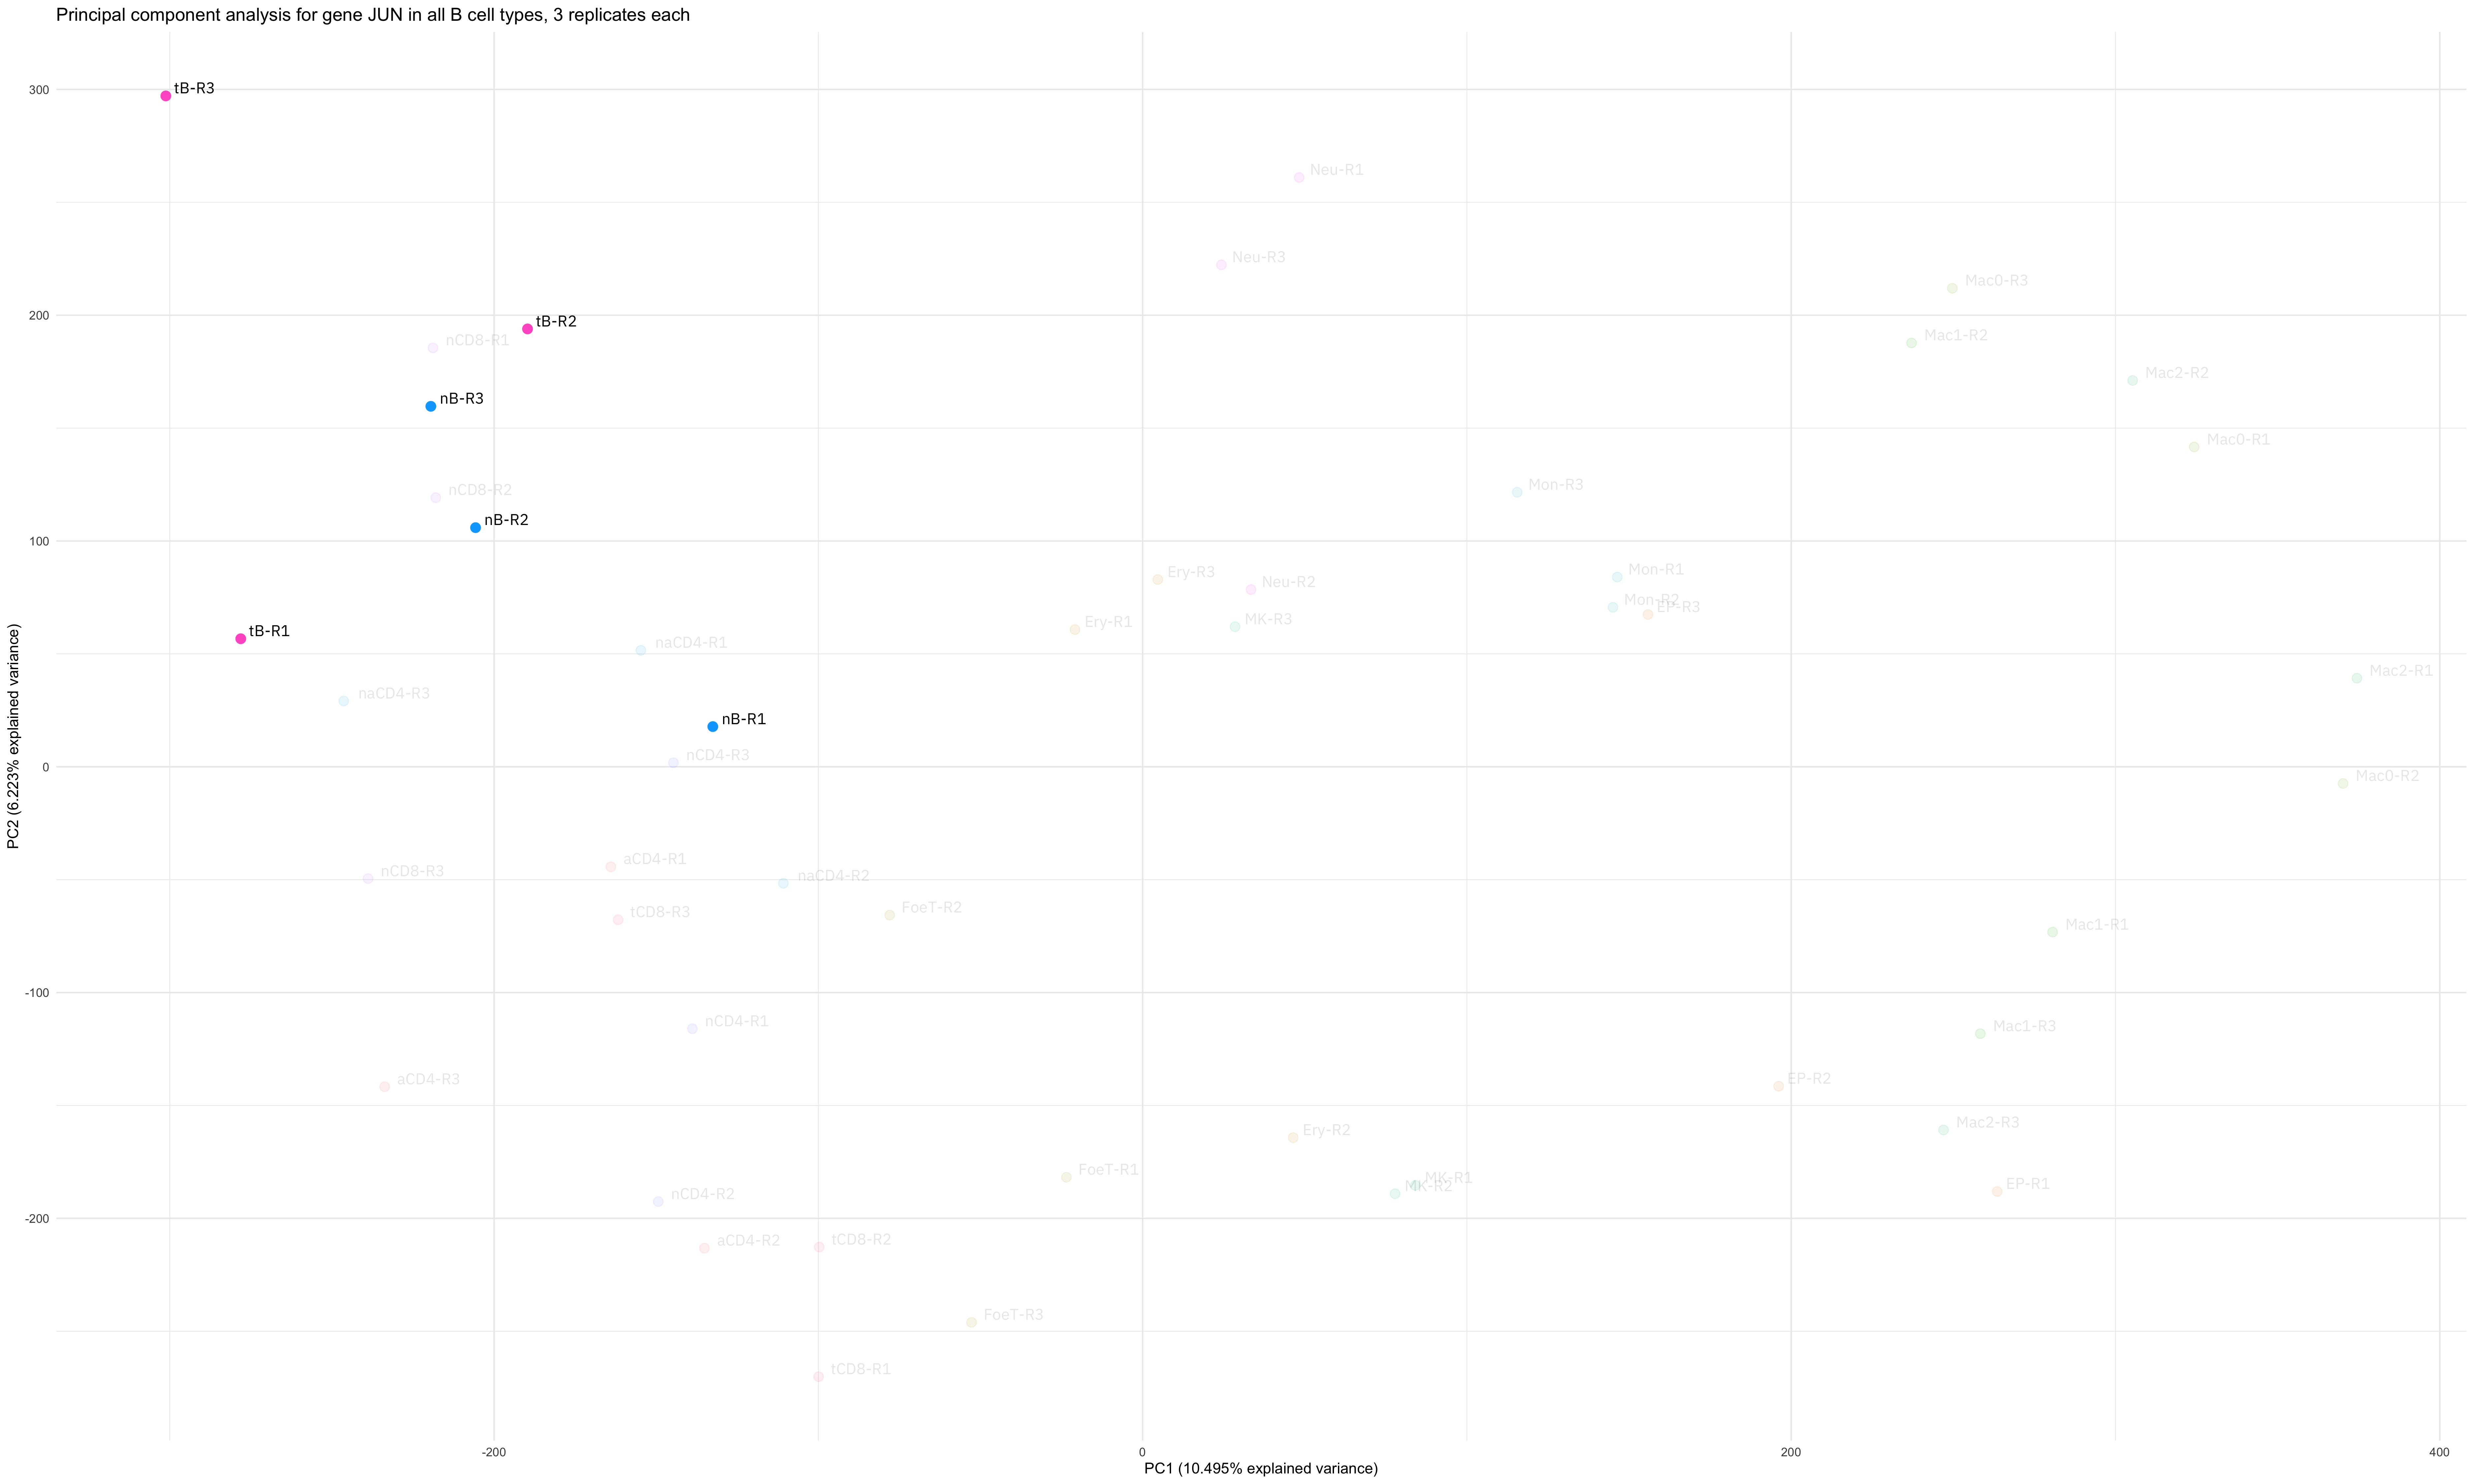 Principal component analysis for gene JUN in all B cell types, 3 replicates each
tB-R3
300
Neu-R1
Neu-R3
Mac0-R3
200
tB-R2
nCD8-R1
Mac1-R2
Mac2-R2
nB-R3
Mac0-R1
nCD8-R2
Mon-R3
nB-R2
100
Ery-R3
Neu-R2
Mon-R1
Mon-R2
EP-R3
Ery-R1
MK-R3
tB-R1
naCD4-R1
Mac2-R1
naCD4-R3
nB-R1
nCD4-R3
0
Mac0-R2
aCD4-R1
nCD8-R3
naCD4-R2
tCD8-R3
FoeT-R2
Mac1-R1
-100
nCD4-R1
Mac1-R3
aCD4-R3
EP-R2
Ery-R2
Mac2-R3
FoeT-R1
MK-R1
MK-R2
EP-R1
nCD4-R2
-200
aCD4-R2
tCD8-R2
FoeT-R3
tCD8-R1
PC2 (6.223% explained variance)
-200
0
200
400
PC1 (10.495% explained variance)